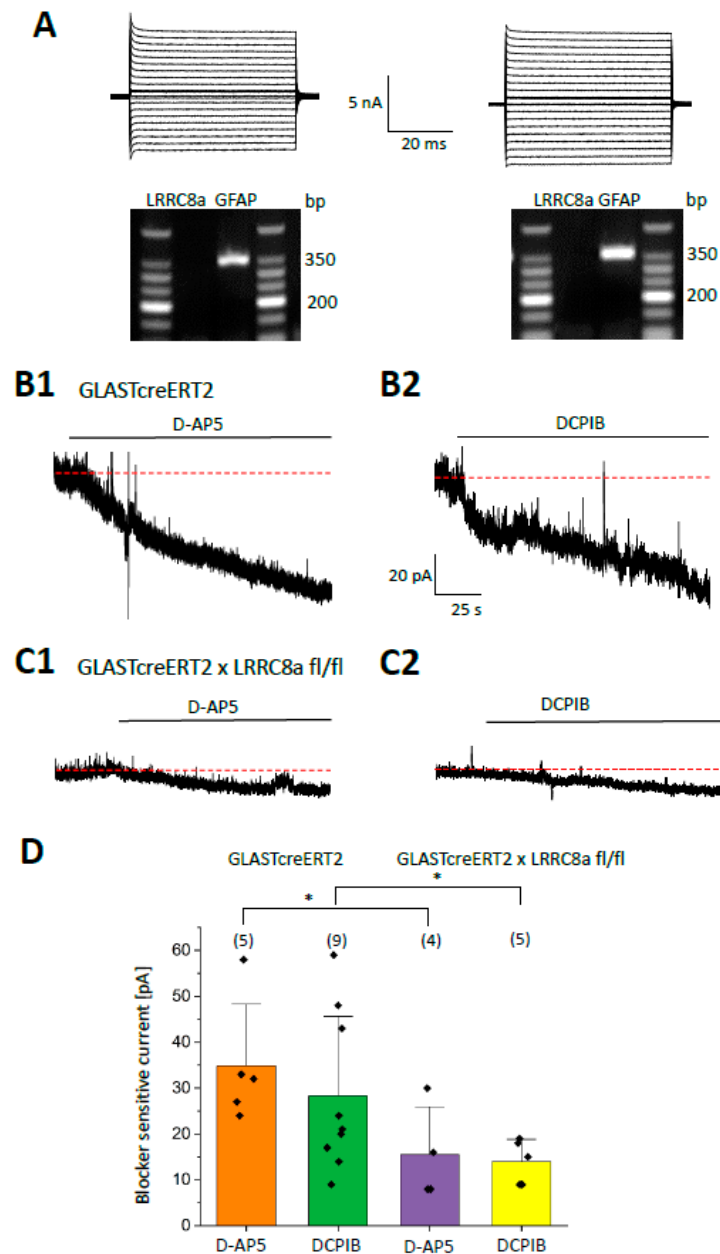 A
5 nA
20 ms
LRRC8a GFAP bp
350
200
LRRC8a GFAP bp
350
200
B1 GLASTcreERT2
D-AP5
B2
DCPIB
20 pA
25 s
C1 GLASTcreERT2 x LRRC8a fl/fl
D-AP5
C2
DCPIB
D
GLASTcreERT2 GLASTcreERT2 x LRRC8a fl/fl
* *
(5) (9) (4) (5)
Blocker sensitive current [pA]
60
50
40
30
20
10
0
D-AP5 DCPIB D-AP5 DCPIB